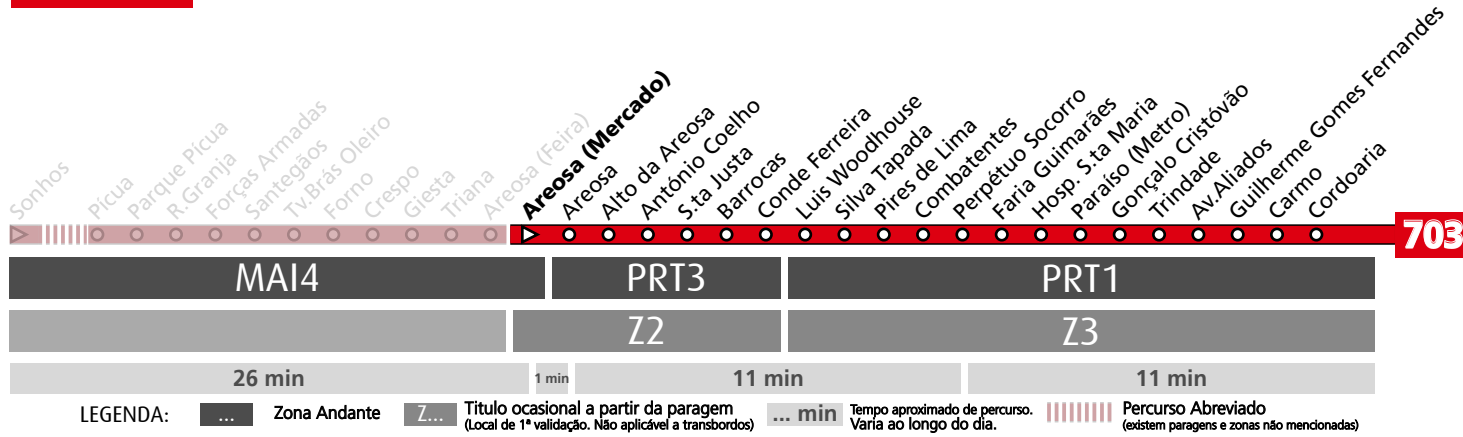 Sonhos
Pícua
Parque Pícua
R.Granja
Forças Armadas
Santegãos
Tv.Brás Oleiro
Forno
Crespo
Giesta
Triana
Areosa (Feira)
Areosa (Mercado)
Areosa
Alto da Areosa
António Coelho
S.ta Justa
Barrocas
Conde Ferreira
Luis Woodhouse
Silva Tapada
Pires de Lima
Combatentes
Perpétuo Socorro
Faria Guimarães
Hosp. S.ta Maria
Paraíso (Metro)
Gonçalo Cristóvão
Trindade
Av.Aliados
Guilherme Gomes Fernandes
Carmo
Cordoaria
703
MAI4 PRT3 PRT1
Z2 Z3
26 min 1 min 11 min 11 min
LEGENDA:
... Zona Andante
Z... Titulo ocasional a partir da paragem
(Local de 1ª validação. Não aplicável a transbordos)
... min Tempo aproximado de percurso.
Varia ao longo do dia.
Percurso Abreviado
(existem paragens e zonas não mencionadas)